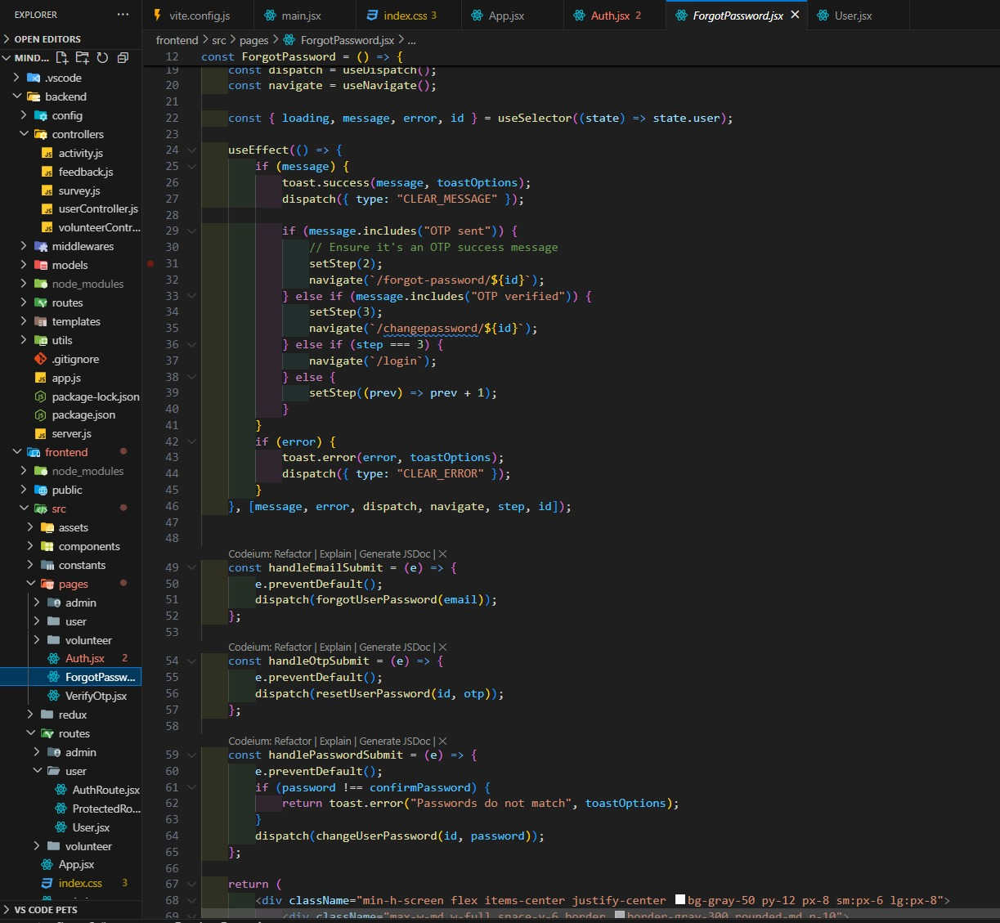 EXPLORER
vite.config.js
main.jsx
index.css 3
App.jsx
Auth.jsx 2
ForgotPassword.jsx
User.jsx
OPEN EDITORS
MIND...
.vscode
backend
config
controllers
activity.js
feedback.js
survey.js
userController.js
volunteerContr...
middlewares
models
node_modules
routes
templates
utils
.gitignore
app.js
package-lock.json
package.json
server.js
frontend
node_modules
public
src
assets
components
constants
pages
admin
user
volunteer
Auth.jsx 2
ForgotPassw...
VerifyOtp.jsx
redux
routes
admin
user
AuthRoute.jsx
ProtectedRo...
User.jsx
volunteer
App.jsx
index.css 3
VS CODE PETS
frontend > src > pages > ForgotPassword.jsx > ...
12 const ForgotPassword = () => {
19 const dispatch = useDispatch();
20 const navigate = useNavigate();
21
22 const { loading, message, error, id } = useSelector((state) => state.user);
23
24 useEffect(() => {
25 if (message) {
26 toast.success(message, toastOptions);
27 dispatch({ type: "CLEAR_MESSAGE" });
28
29 if (message.includes("OTP sent")) {
30 // Ensure it's an OTP success message
31 setStep(2);
32 navigate(`/forgot-password/${id}`);
33 } else if (message.includes("OTP verified")) {
34 setStep(3);
35 navigate(`/changepassword/${id}`);
36 } else if (step === 3) {
37 navigate(`/login`);
38 } else {
39 setStep((prev) => prev + 1);
40 }
41 }
42 if (error) {
43 toast.error(error, toastOptions);
44 dispatch({ type: "CLEAR_ERROR" });
45 }
46 }, [message, error, dispatch, navigate, step, id]);
47
48
Codeium: Refactor | Explain | Generate JSDoc | ×
49 const handleEmailSubmit = (e) => {
50 e.preventDefault();
51 dispatch(forgotUserPassword(email));
52 };
53
Codeium: Refactor | Explain | Generate JSDoc | ×
54 const handleOtpSubmit = (e) => {
55 e.preventDefault();
56 dispatch(resetUserPassword(id, otp));
57 };
58
Codeium: Refactor | Explain | Generate JSDoc | ×
59 const handlePasswordSubmit = (e) => {
60 e.preventDefault();
61 if (password !== confirmPassword) {
62 return toast.error("Passwords do not match", toastOptions);
63 }
64 dispatch(changeUserPassword(id, password));
65 };
66
67 return (
68 <div className="min-h-screen flex items-center justify-center bg-gray-50 py-12 px-8 sm:px-6 lg:px-8">
69 <div className="max-w-md w-full space-y-6 border border-gray-300 rounded-md p-10">